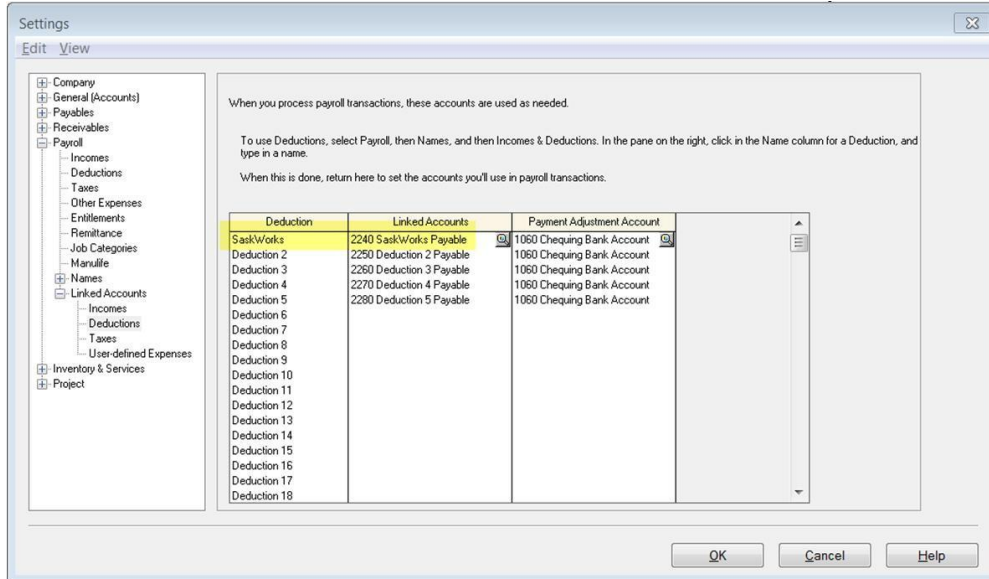 Settings
Edit View
Company
General (Accounts)
Payables
Receivables
Payroll
Incomes
Deductions
Taxes
Other Expenses
Entitlements
Remittance
Job Categories
Manulife
Names
Linked Accounts
Incomes
Deductions
Taxes
User-defined Expenses
Inventory & Services
Project
When you process payroll transactions, these accounts are used as needed.
To use Deductions, select Payroll, then Names, and then Incomes & Deductions. In the pane on the right, click in the Name column for a Deduction, and
type in a name.
When this is done, return here to set the accounts you'll use in payroll transactions.
Deduction Linked Accounts Payment Adjustment Account
SaskWorks 2240 SaskWorks Payable 1060 Chequing Bank Account
Deduction 2 2250 Deduction 2 Payable 1060 Chequing Bank Account
Deduction 3 2260 Deduction 3 Payable 1060 Chequing Bank Account
Deduction 4 2270 Deduction 4 Payable 1060 Chequing Bank Account
Deduction 5 2280 Deduction 5 Payable 1060 Chequing Bank Account
Deduction 6
Deduction 7
Deduction 8
Deduction 9
Deduction 10
Deduction 11
Deduction 12
Deduction 13
Deduction 14
Deduction 15
Deduction 16
Deduction 17
Deduction 18
OK Cancel Help